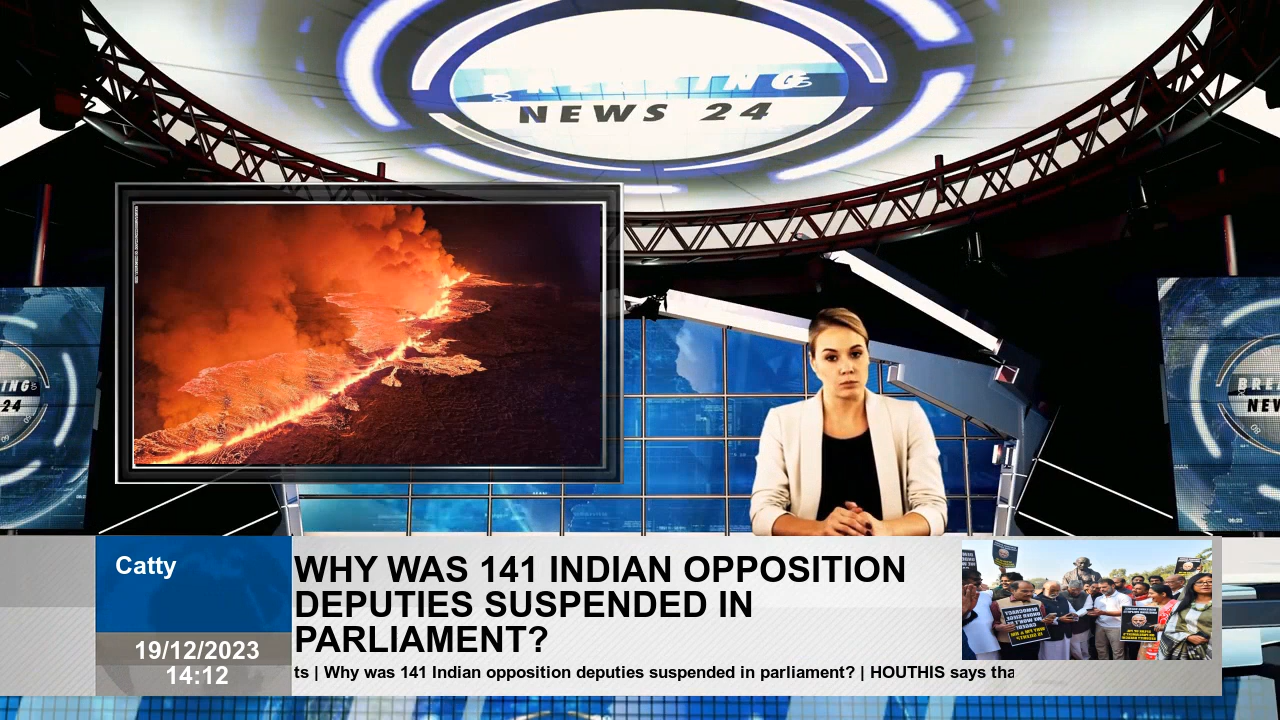 NEWS 24
Catty
19/12/2023
14:12
WHY WAS 141 INDIAN OPPOSITION
DEPUTIES SUSPENDED IN
PARLIAMENT?
ts | Why was 141 Indian opposition deputies suspended in parliament? | HOUTHIS says tha